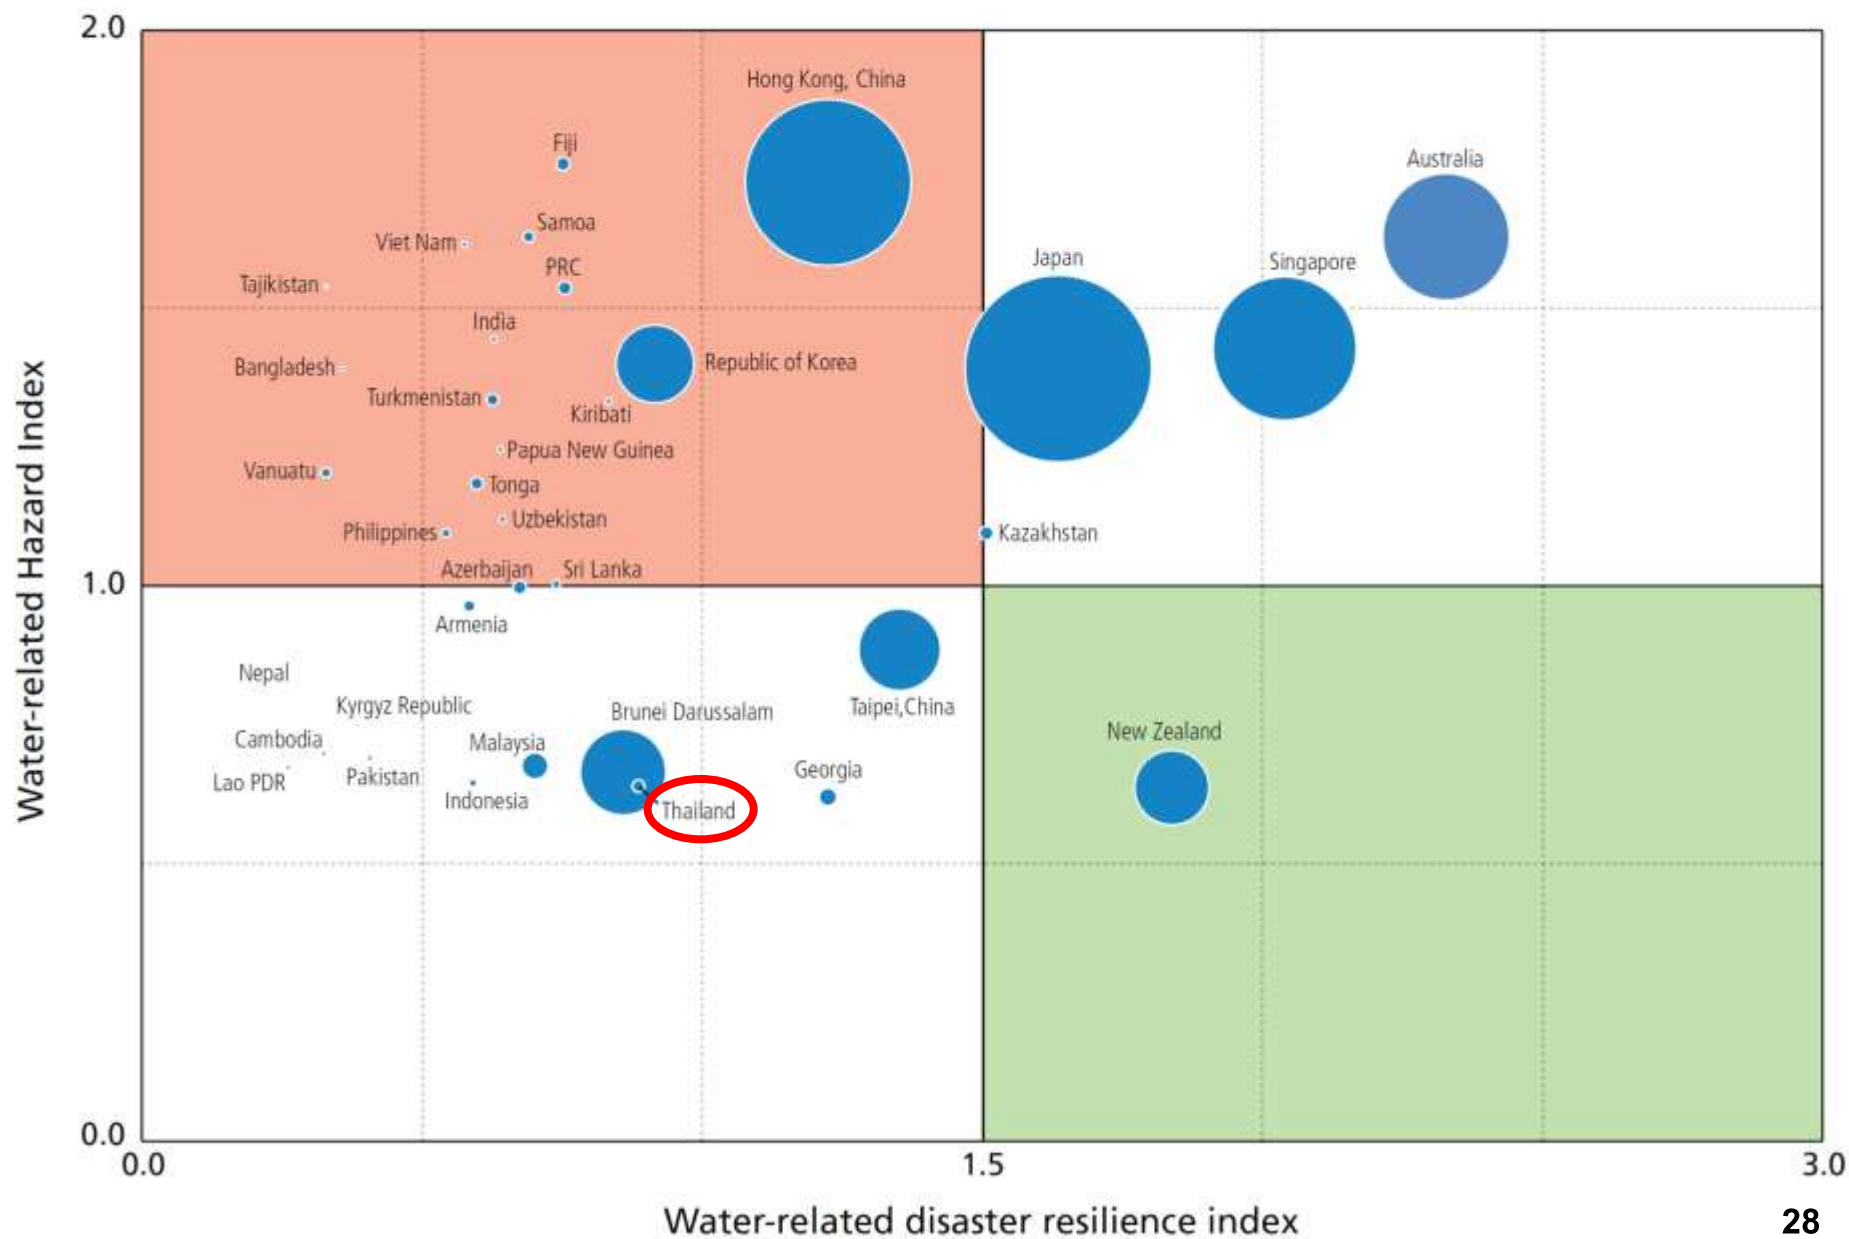 2.0
Hong Kong, China
Fiji
Australia
Samoa
Viet Nam
Japan
Singapore
PRC
Tajikistan
India
Republic of Korea
Bangladesh
Turkmenistan
Kiribati
Papua New Guinea
Vanuatu
Tonga
Uzbekistan
Philippines
Kazakhstan
Azerbaijan
Sri Lanka
1.0
Armenia
Nepal
Kyrgyz Republic
Brunei Darussalam
Taipei,China
New Zealand
Cambodia
Malaysia
Georgia
Lao PDR
Pakistan
Indonesia
Thailand
0.0
0.0
1.5
3.0
Water-related Hazard Index
Water-related disaster resilience index
28